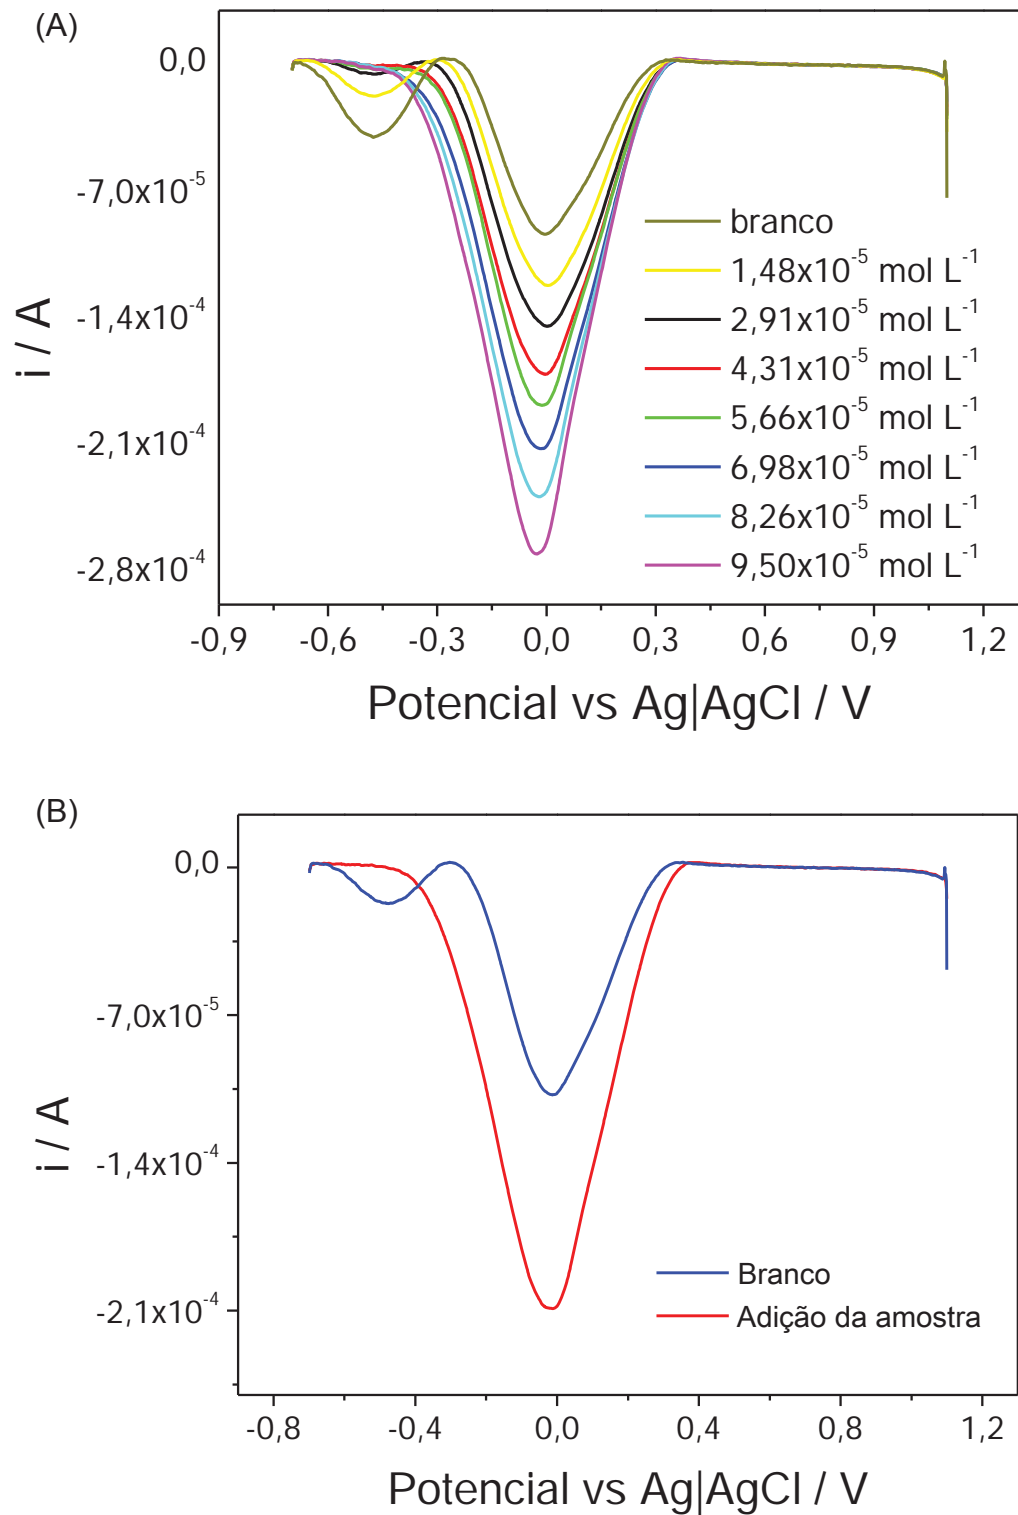 (A)
0,0
-7,0x10⁻⁵
-1,4x10⁻⁴
-2,1x10⁻⁴
-2,8x10⁻⁴
i / A
branco
1,48x10⁻⁵ mol L⁻¹
2,91x10⁻⁵ mol L⁻¹
4,31x10⁻⁵ mol L⁻¹
5,66x10⁻⁵ mol L⁻¹
6,98x10⁻⁵ mol L⁻¹
8,26x10⁻⁵ mol L⁻¹
9,50x10⁻⁵ mol L⁻¹
-0,9 -0,6 -0,3 0,0 0,3 0,6 0,9 1,2
Potencial vs Ag|AgCl / V
(B)
0,0
-7,0x10⁻⁵
-1,4x10⁻⁴
-2,1x10⁻⁴
i / A
Branco
Adição da amostra
-0,8 -0,4 0,0 0,4 0,8 1,2
Potencial vs Ag|AgCl / V